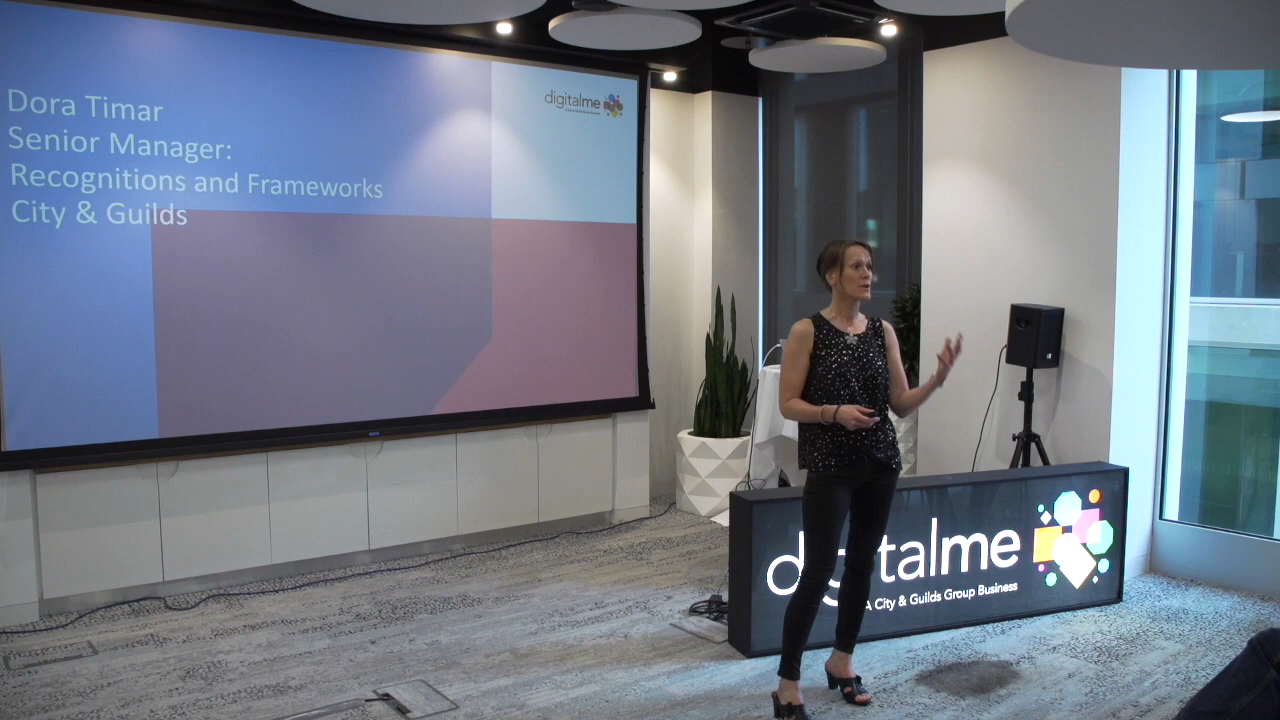 Dora Timar
Senior Manager:
Recognitions and Frameworks
City & Guilds
digitalme
digitalme
A City & Guilds Group Business